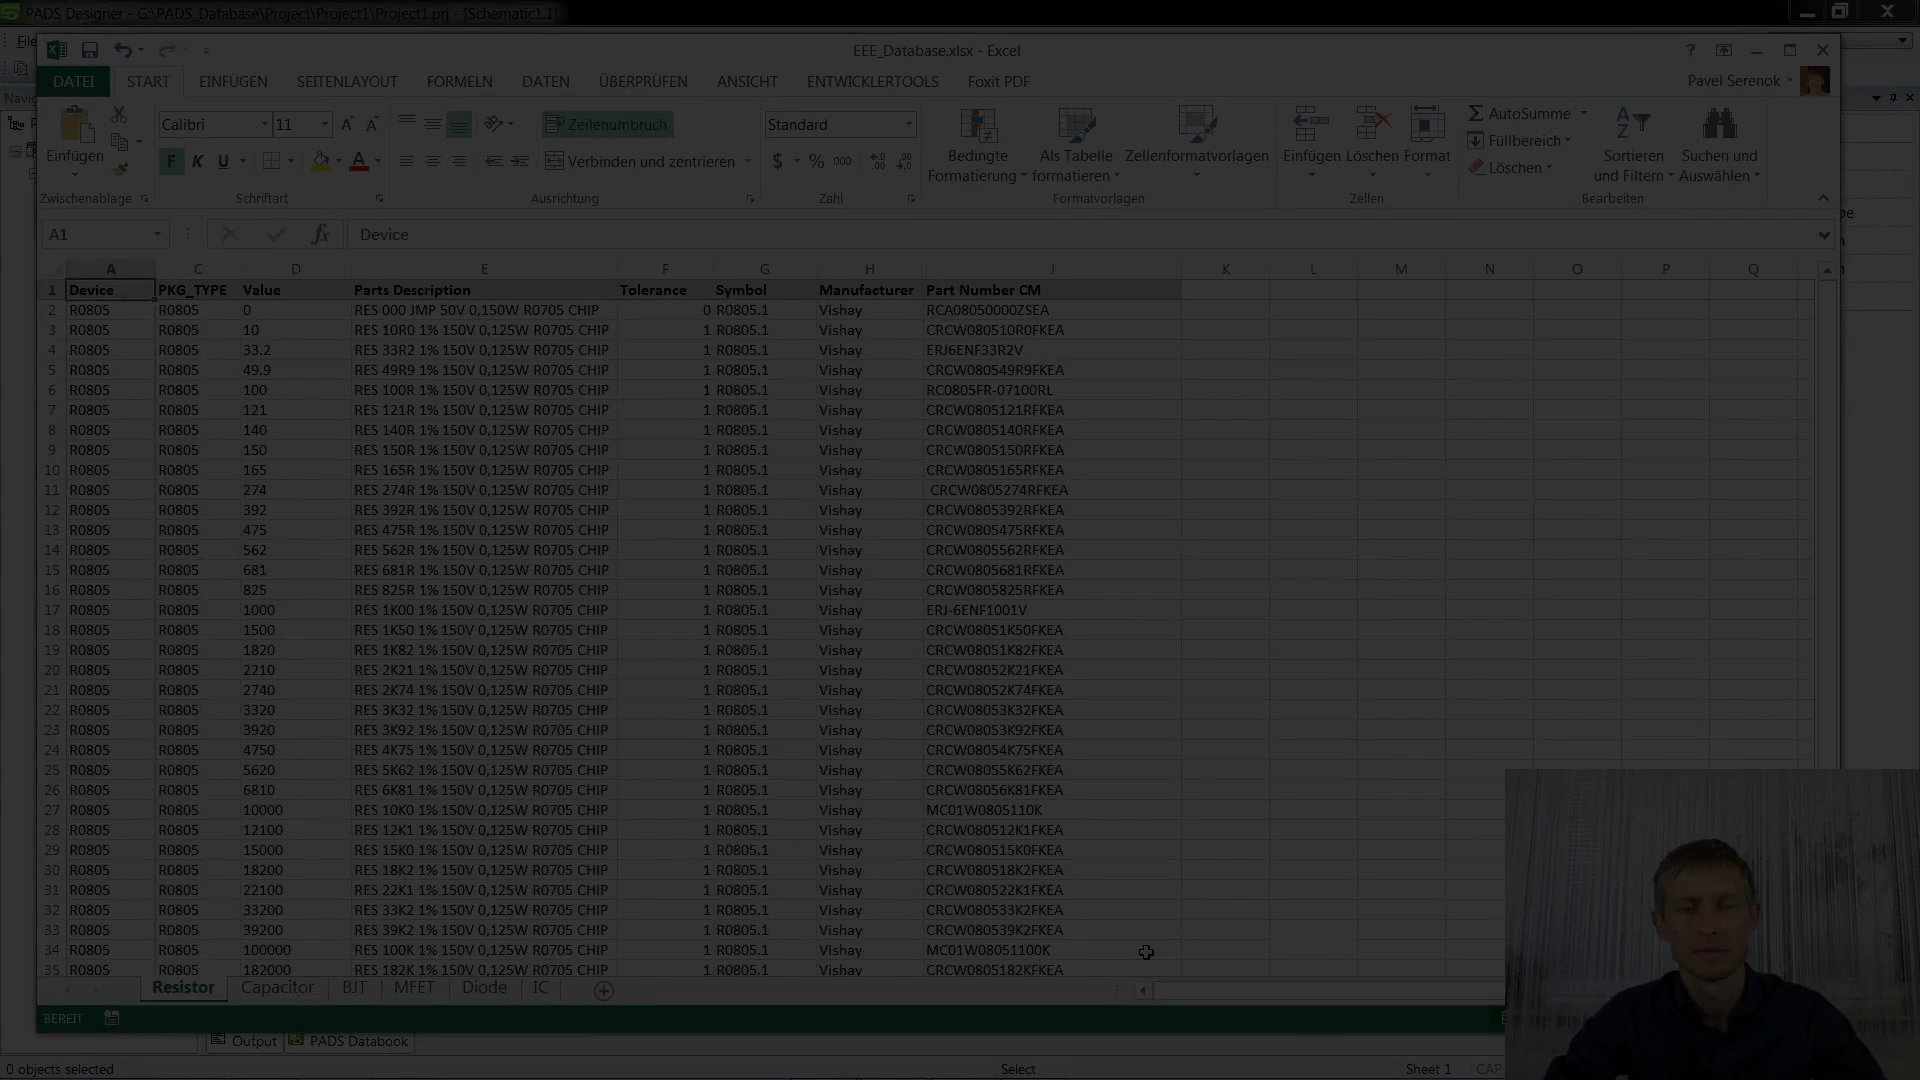 PADS Designer - G:\PADS_Database\Project\Project1\Project1.prj - [Schematic1.1]
File
EEE_Database.xlsx - Excel
DATEI START EINFÜGEN SEITENLAYOUT FORMELN DATEN ÜBERPRÜFEN ANSICHT ENTWICKLERTOOLS Foxit PDF
Pavel Serenok
Calibri 11 Zeilenumbruch Standard AutoSumme
Füllbereich
Einfügen F K U Verbinden und zentrieren $ % 000 Bedingte Formatierung Als Tabelle formatieren Zellenformatvorlagen Einfügen Löschen Format Löschen Sortieren und Filtern Suchen und Auswählen
Zwischenablage Schriftart Ausrichtung Zahl Formatvorlagen Zellen Bearbeiten
A1 fx Device
A C D E F G H J K L M N O P Q
1 Device PKG_TYPE Value Parts Description Tolerance Symbol Manufacturer Part Number CM
2 R0805 R0805 0 RES 000 JMP 50V 0,150W R0705 CHIP 0 R0805.1 Vishay RCA08050000ZSEA
3 R0805 R0805 10 RES 10R0 1% 150V 0,125W R0705 CHIP 1 R0805.1 Vishay CRCW080510R0FKEA
4 R0805 R0805 33.2 RES 33R2 1% 150V 0,125W R0705 CHIP 1 R0805.1 Vishay ERJ6ENF33R2V
5 R0805 R0805 49.9 RES 49R9 1% 150V 0,125W R0705 CHIP 1 R0805.1 Vishay CRCW080549R9FKEA
6 R0805 R0805 100 RES 100R 1% 150V 0,125W R0705 CHIP 1 R0805.1 Vishay RC0805FR-07100RL
7 R0805 R0805 121 RES 121R 1% 150V 0,125W R0705 CHIP 1 R0805.1 Vishay CRCW0805121RFKEA
8 R0805 R0805 140 RES 140R 1% 150V 0,125W R0705 CHIP 1 R0805.1 Vishay CRCW0805140RFKEA
9 R0805 R0805 150 RES 150R 1% 150V 0,125W R0705 CHIP 1 R0805.1 Vishay CRCW0805150RFKEA
10 R0805 R0805 165 RES 165R 1% 150V 0,125W R0705 CHIP 1 R0805.1 Vishay CRCW0805165RFKEA
11 R0805 R0805 274 RES 274R 1% 150V 0,125W R0705 CHIP 1 R0805.1 Vishay CRCW0805274RFKEA
12 R0805 R0805 392 RES 392R 1% 150V 0,125W R0705 CHIP 1 R0805.1 Vishay CRCW0805392RFKEA
13 R0805 R0805 475 RES 475R 1% 150V 0,125W R0705 CHIP 1 R0805.1 Vishay CRCW0805475RFKEA
14 R0805 R0805 562 RES 562R 1% 150V 0,125W R0705 CHIP 1 R0805.1 Vishay CRCW0805562RFKEA
15 R0805 R0805 681 RES 681R 1% 150V 0,125W R0705 CHIP 1 R0805.1 Vishay CRCW0805681RFKEA
16 R0805 R0805 825 RES 825R 1% 150V 0,125W R0705 CHIP 1 R0805.1 Vishay CRCW0805825RFKEA
17 R0805 R0805 1000 RES 1K00 1% 150V 0,125W R0705 CHIP 1 R0805.1 Vishay ERJ-6ENF1001V
18 R0805 R0805 1500 RES 1K50 1% 150V 0,125W R0705 CHIP 1 R0805.1 Vishay CRCW08051K50FKEA
19 R0805 R0805 1820 RES 1K82 1% 150V 0,125W R0705 CHIP 1 R0805.1 Vishay CRCW08051K82FKEA
20 R0805 R0805 2210 RES 2K21 1% 150V 0,125W R0705 CHIP 1 R0805.1 Vishay CRCW08052K21FKEA
21 R0805 R0805 2740 RES 2K74 1% 150V 0,125W R0705 CHIP 1 R0805.1 Vishay CRCW08052K74FKEA
22 R0805 R0805 3320 RES 3K32 1% 150V 0,125W R0705 CHIP 1 R0805.1 Vishay CRCW08053K32FKEA
23 R0805 R0805 3920 RES 3K92 1% 150V 0,125W R0705 CHIP 1 R0805.1 Vishay CRCW08053K92FKEA
24 R0805 R0805 4750 RES 4K75 1% 150V 0,125W R0705 CHIP 1 R0805.1 Vishay CRCW08054K75FKEA
25 R0805 R0805 5620 RES 5K62 1% 150V 0,125W R0705 CHIP 1 R0805.1 Vishay CRCW08055K62FKEA
26 R0805 R0805 6810 RES 6K81 1% 150V 0,125W R0705 CHIP 1 R0805.1 Vishay CRCW08056K81FKEA
27 R0805 R0805 10000 RES 10K0 1% 150V 0,125W R0705 CHIP 1 R0805.1 Vishay MC01W0805110K
28 R0805 R0805 12100 RES 12K1 1% 150V 0,125W R0705 CHIP 1 R0805.1 Vishay CRCW080512K1FKEA
29 R0805 R0805 15000 RES 15K0 1% 150V 0,125W R0705 CHIP 1 R0805.1 Vishay CRCW080515K0FKEA
30 R0805 R0805 18200 RES 18K2 1% 150V 0,125W R0705 CHIP 1 R0805.1 Vishay CRCW080518K2FKEA
31 R0805 R0805 22100 RES 22K1 1% 150V 0,125W R0705 CHIP 1 R0805.1 Vishay CRCW080522K1FKEA
32 R0805 R0805 33200 RES 33K2 1% 150V 0,125W R0705 CHIP 1 R0805.1 Vishay CRCW080533K2FKEA
33 R0805 R0805 39200 RES 39K2 1% 150V 0,125W R0705 CHIP 1 R0805.1 Vishay CRCW080539K2FKEA
34 R0805 R0805 100000 RES 100K 1% 150V 0,125W R0705 CHIP 1 R0805.1 Vishay MC01W08051100K
35 R0805 R0805 182000 RES 182K 1% 150V 0,125W R0705 CHIP 1 R0805.1 Vishay CRCW0805182KFKEA
Resistor Capacitor BJT MFET Diode IC
BEREIT
Output PADS Databook
0 objects selected Select Sheet 1 CAP